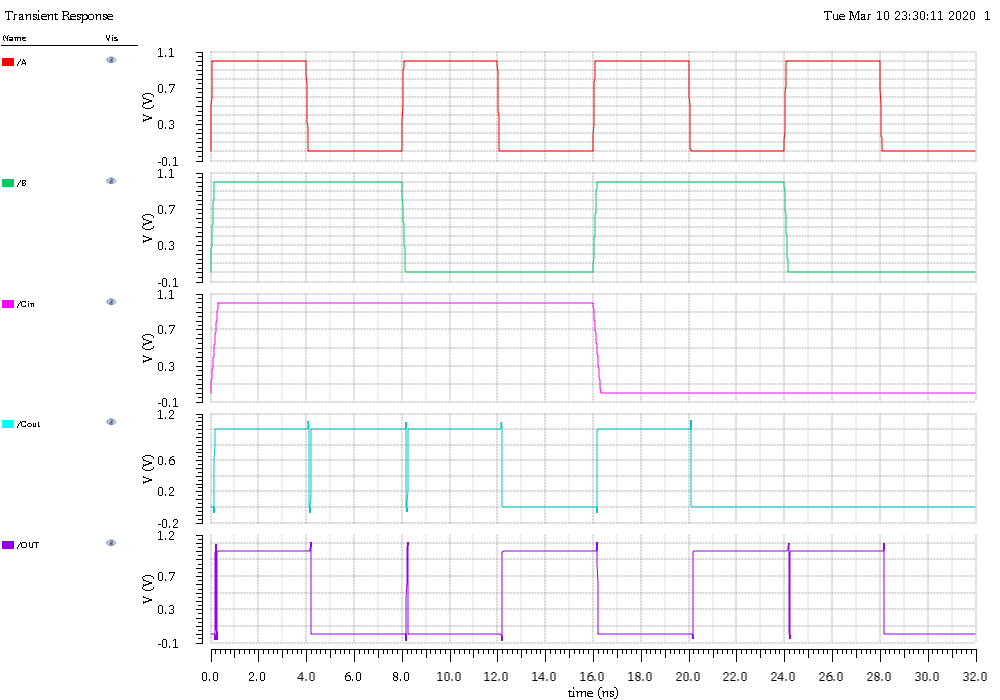 Transient Response Tue Mar 10 23:30:11 2020 1
Name Vis
/A
1.1
0.7
0.3
-0.1
V (V)
/B
1.1
0.7
0.3
-0.1
V (V)
/Cin
1.1
0.7
0.3
-0.1
V (V)
/Cout
1.2
0.6
0.2
-0.2
V (V)
/OUT
1.2
0.7
0.3
-0.1
V (V)
0.0 2.0 4.0 6.0 8.0 10.0 12.0 14.0 16.0 18.0 20.0 22.0 24.0 26.0 28.0 30.0 32.0
time (ns)